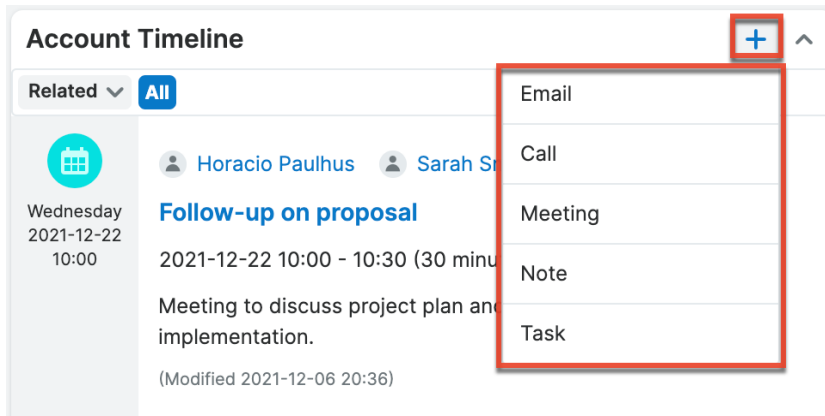 Account Timeline
Related All
Email
Call
Meeting
Note
Task
Wednesday
2021-12-22
10:00
Horacio Paulhus Sarah
Follow-up on proposal
2021-12-22 10:00 - 10:30 (30
Meeting to discuss project plan
implementation.
(Modified 2021-12-06 20:36)